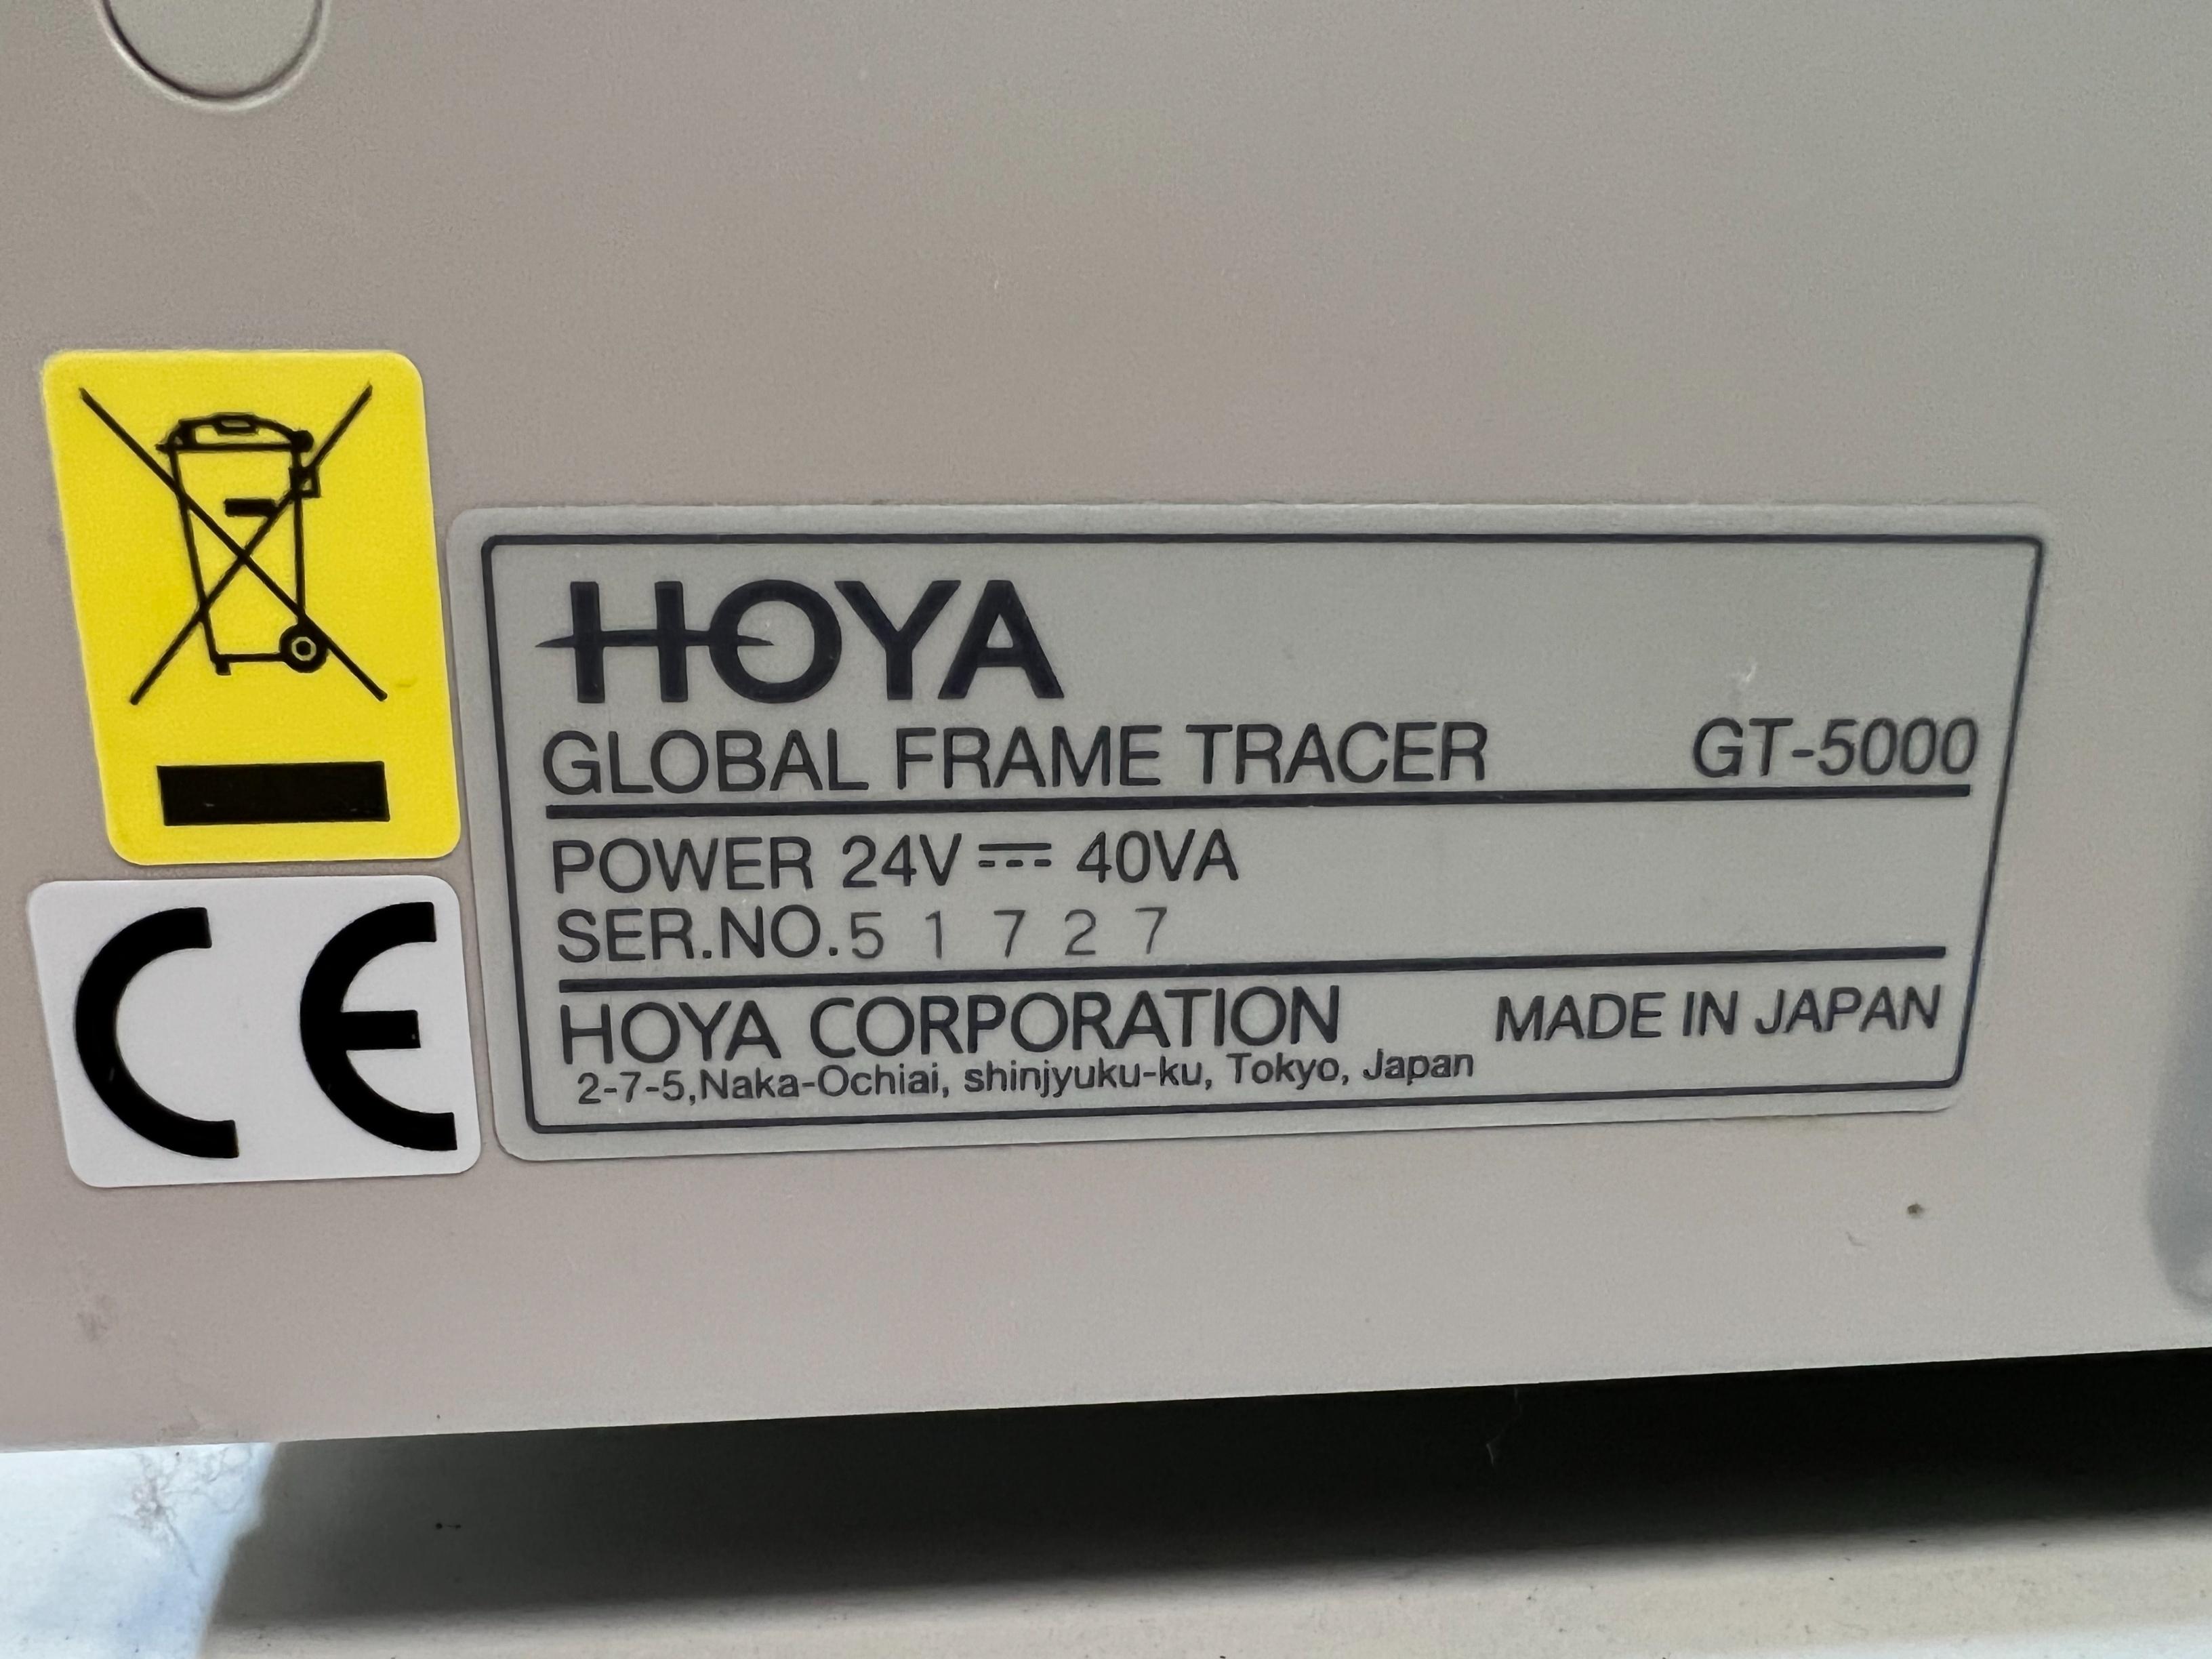 HOYA
GLOBAL FRAME TRACER GT-5000
POWER 24V ⎓ 40VA
SER.NO. 5 1 7 2 7
HOYA CORPORATION MADE IN JAPAN
2-7-5,Naka-Ochiai, shinjyuku-ku, Tokyo, Japan
CE